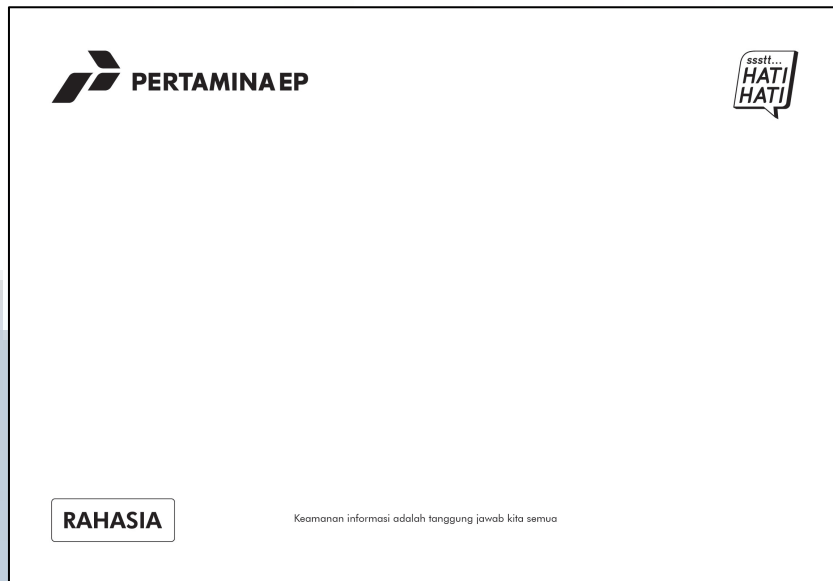 PERTAMINA EP
ssstt...
HATI
HATI
RAHASIA
Keamanan informasi adalah tanggung jawab kita semua